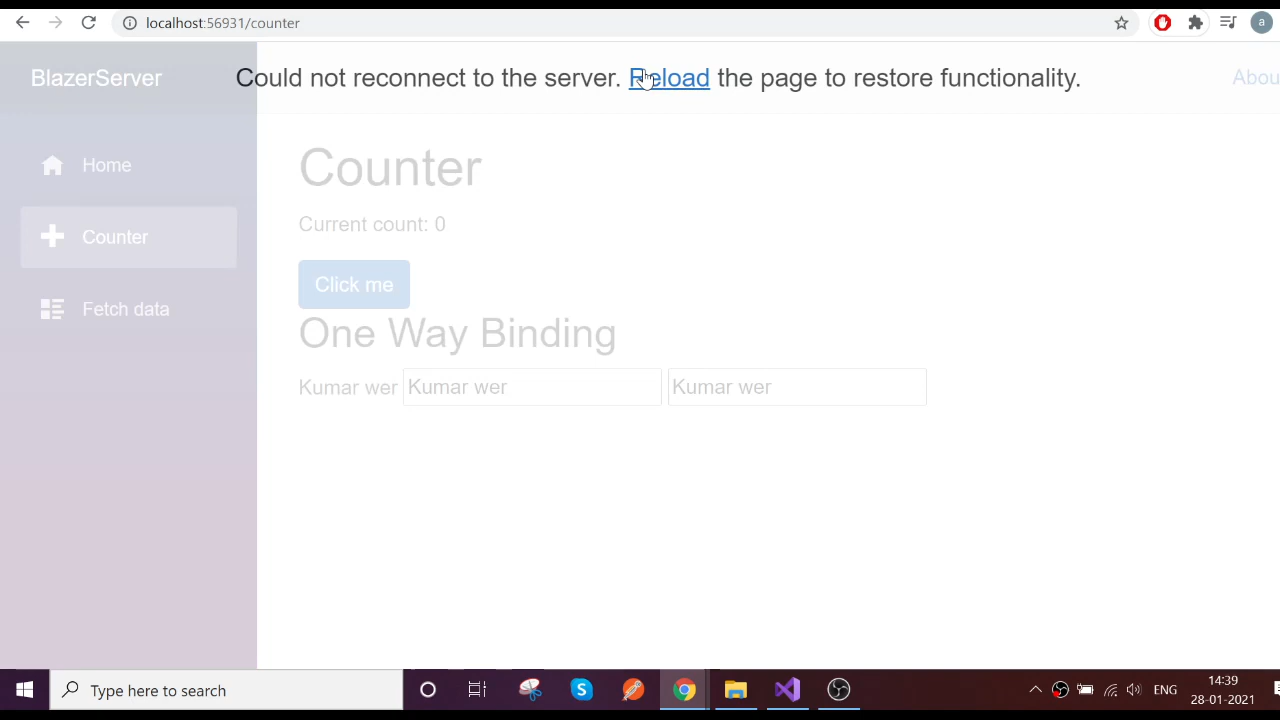 localhost:56931/counter
a
BlazerServer
Could not reconnect to the server. Reload the page to restore functionality.
Abou
Home
Counter
Fetch data
Counter
Current count: 0
Click me
One Way Binding
Kumar wer Kumar wer Kumar wer
Type here to search
ENG
14:39
28-01-2021